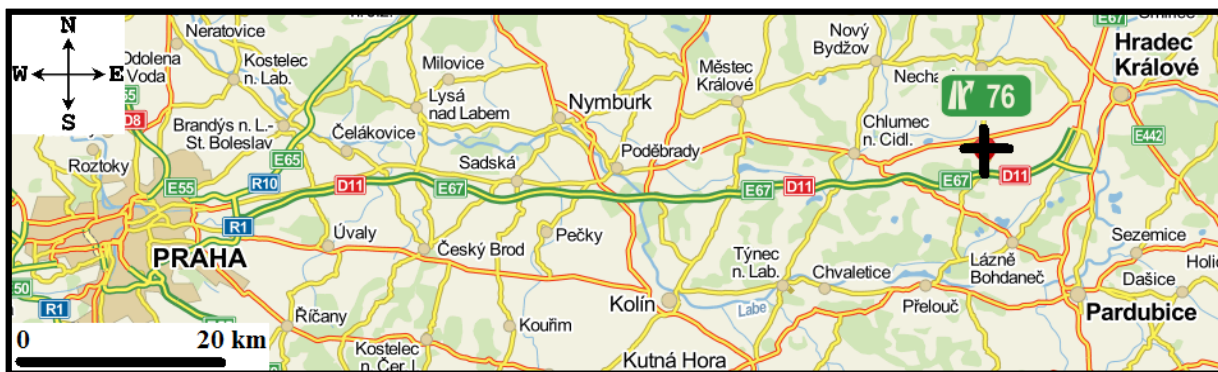 N
W E
S
Neratovice
Odolena
Voda
Kostelec
n. Lab.
Milovice
Lysá
nad Labem
Nymburk
Městec
Králové
Nový
Bydžov
Hradec
Králové
E67
76
D8
Brandýs n. L.-
St. Boleslav
Čelákovice
Sadská
Poděbrady
Chlumec
n. Cidl.
E442
Roztoky
E65
E55
R10
D11
E67
E67
D11
E67
D11
R1
PRAHA
Úvaly
Český Brod
Pečky
Týnec
n. Lab.
Chvaletice
Lázně
Bohdaneč
Sezemice
Dašice
Kolín
Labe
Přelouč
Pardubice
R1
Říčany
Kouřim
Kostelec
Kutná Hora
0 20 km